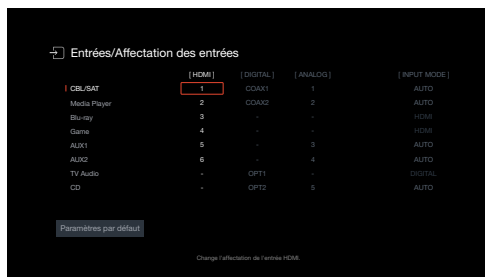 Entrées/Affectation des entrées
[ HDMI ] [ DIGITAL ] [ ANALOG ] [ INPUT MODE ]
CBL/SAT 1 COAX1 1 AUTO
Media Player 2 COAX2 2 AUTO
Blu-ray 3 - - HDMI
Game 4 - - HDMI
AUX1 5 - 3 AUTO
AUX2 6 - 4 AUTO
TV Audio - OPT1 - DIGITAL
CD - OPT2 5 AUTO
Paramètres par défaut
Change l'affectation de l'entrée HDMI.